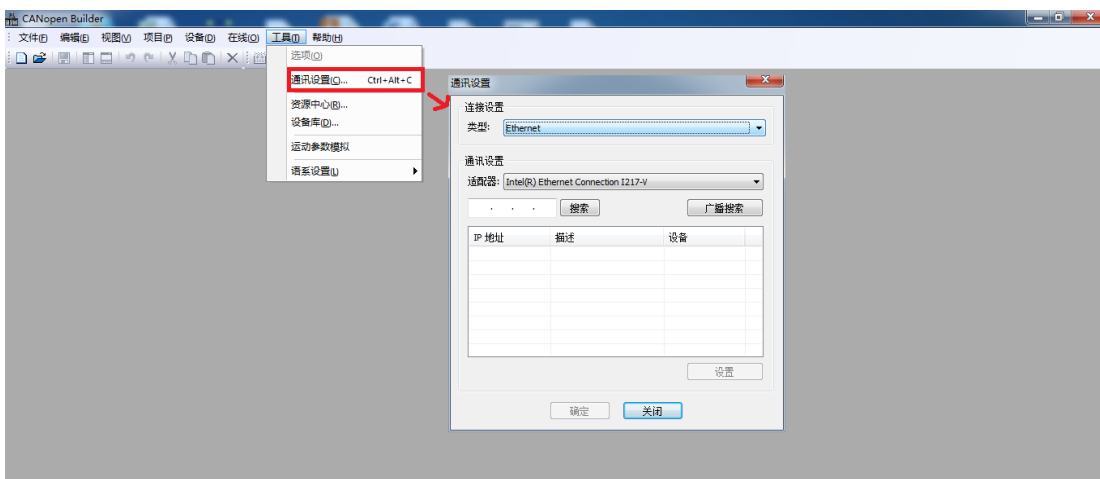 CANopen Builder
文件(F) 编辑(E) 视图(V) 项目(P) 设备(D) 在线(O) 工具(T) 帮助(H)
选项(O)
通讯设置(C)... Ctrl+Alt+C
资源中心(R)...
设备库(D)...
运动参数模拟
语系设置(L)
通讯设置
连接设置
类型: Ethernet
通讯设置
适配器: Intel(R) Ethernet Connection I217-V
. . . 搜索 广播搜索
IP 地址 描述 设备
设置
确定 关闭